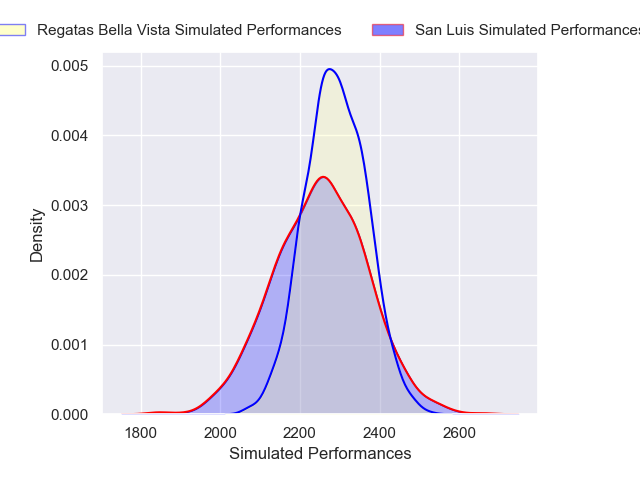 Regatas Bella Vista Simulated Performances
San Luis Simulated Performances
0.005
0.004
0.003
0.002
0.001
0.000
Density
1800 2000 2200 2400 2600
Simulated Performances